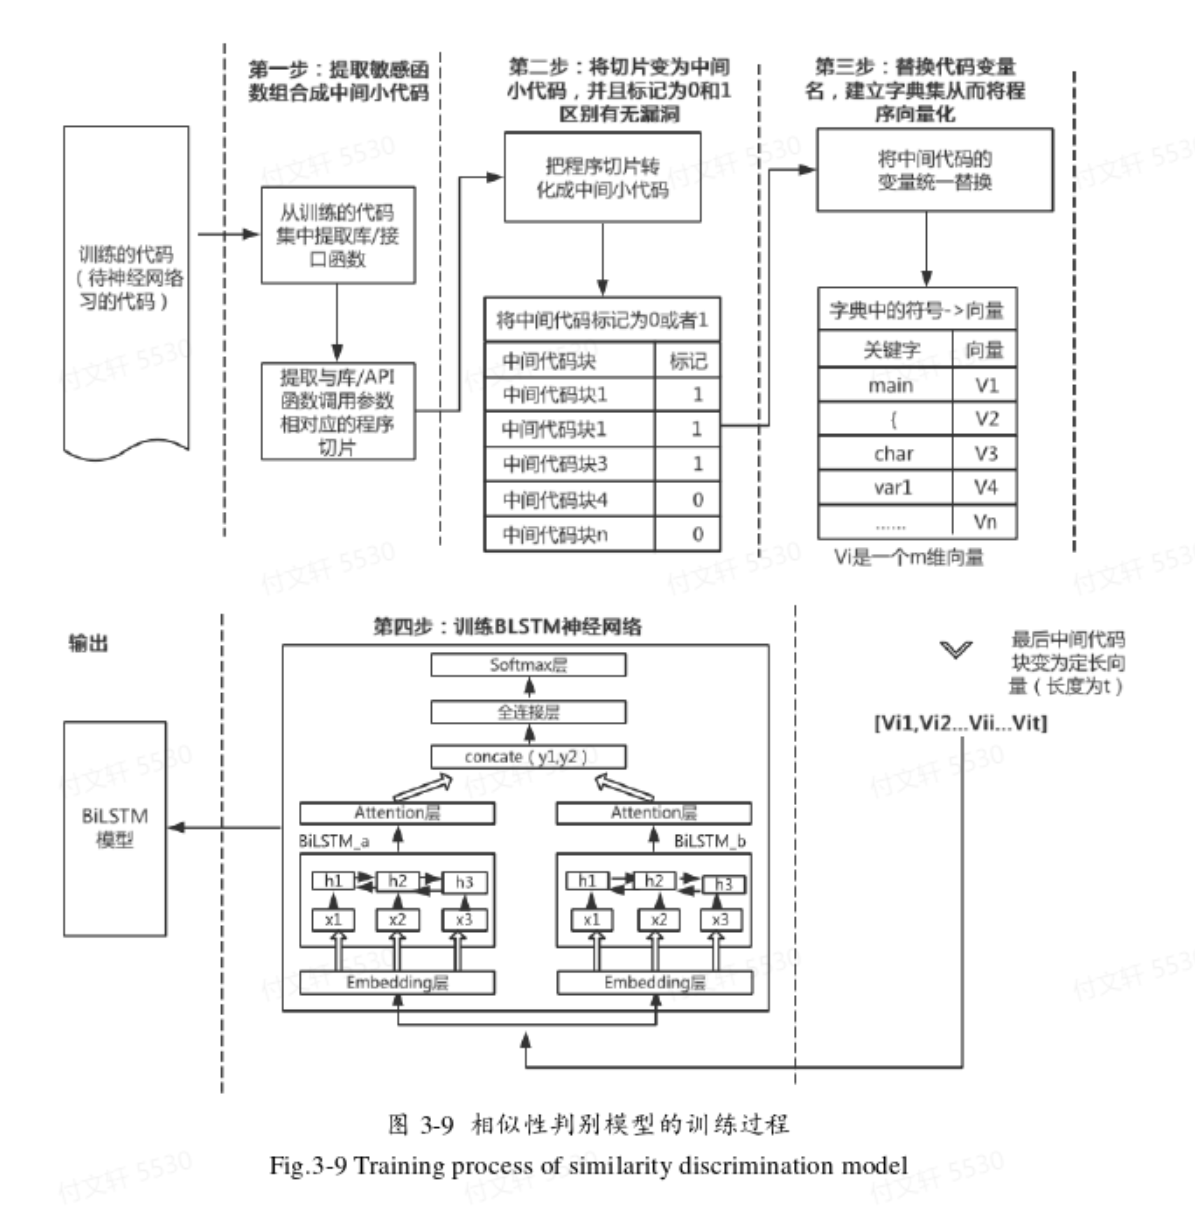 第一步：提取敏感函
数组合成中间小代码
第二步：将切片变为中间
小代码，并且标记为0和1
区别有无漏洞
第三步：替换代码变量
名，建立字典集从而将程
序向量化
训练的代码
（待神经网络
习的代码）
从训练的代码
集中提取库/接
口函数
提取与库/API
函数调用参数
相对应的程序
切片
把程序切片转
化成中间小代码
将中间代码标记为0或者1
中间代码块 标记
中间代码块1 1
中间代码块1 1
中间代码块3 1
中间代码块4 0
中间代码块n 0
将中间代码的
变量统一替换
字典中的符号->向量
关键字 向量
main V1
{ V2
char V3
var1 V4
...... Vn
Vi是一个m维向量
最后中间代码
块变为定长向
量（长度为t）
[Vi1,Vi2...Vii...Vit]
输出
第四步：训练BLSTM神经网络
Softmax层
全连接层
concate（y1,y2）
Attention层 Attention层
BiLSTM_a BiLSTM_b
h1 h2 h3 h1 h2 h3
x1 x2 x3 x1 x2 x3
Embedding层 Embedding层
BiLSTM
模型
图 3-9 相似性判别模型的训练过程
Fig.3-9 Training process of similarity discrimination model
付文轩 5530